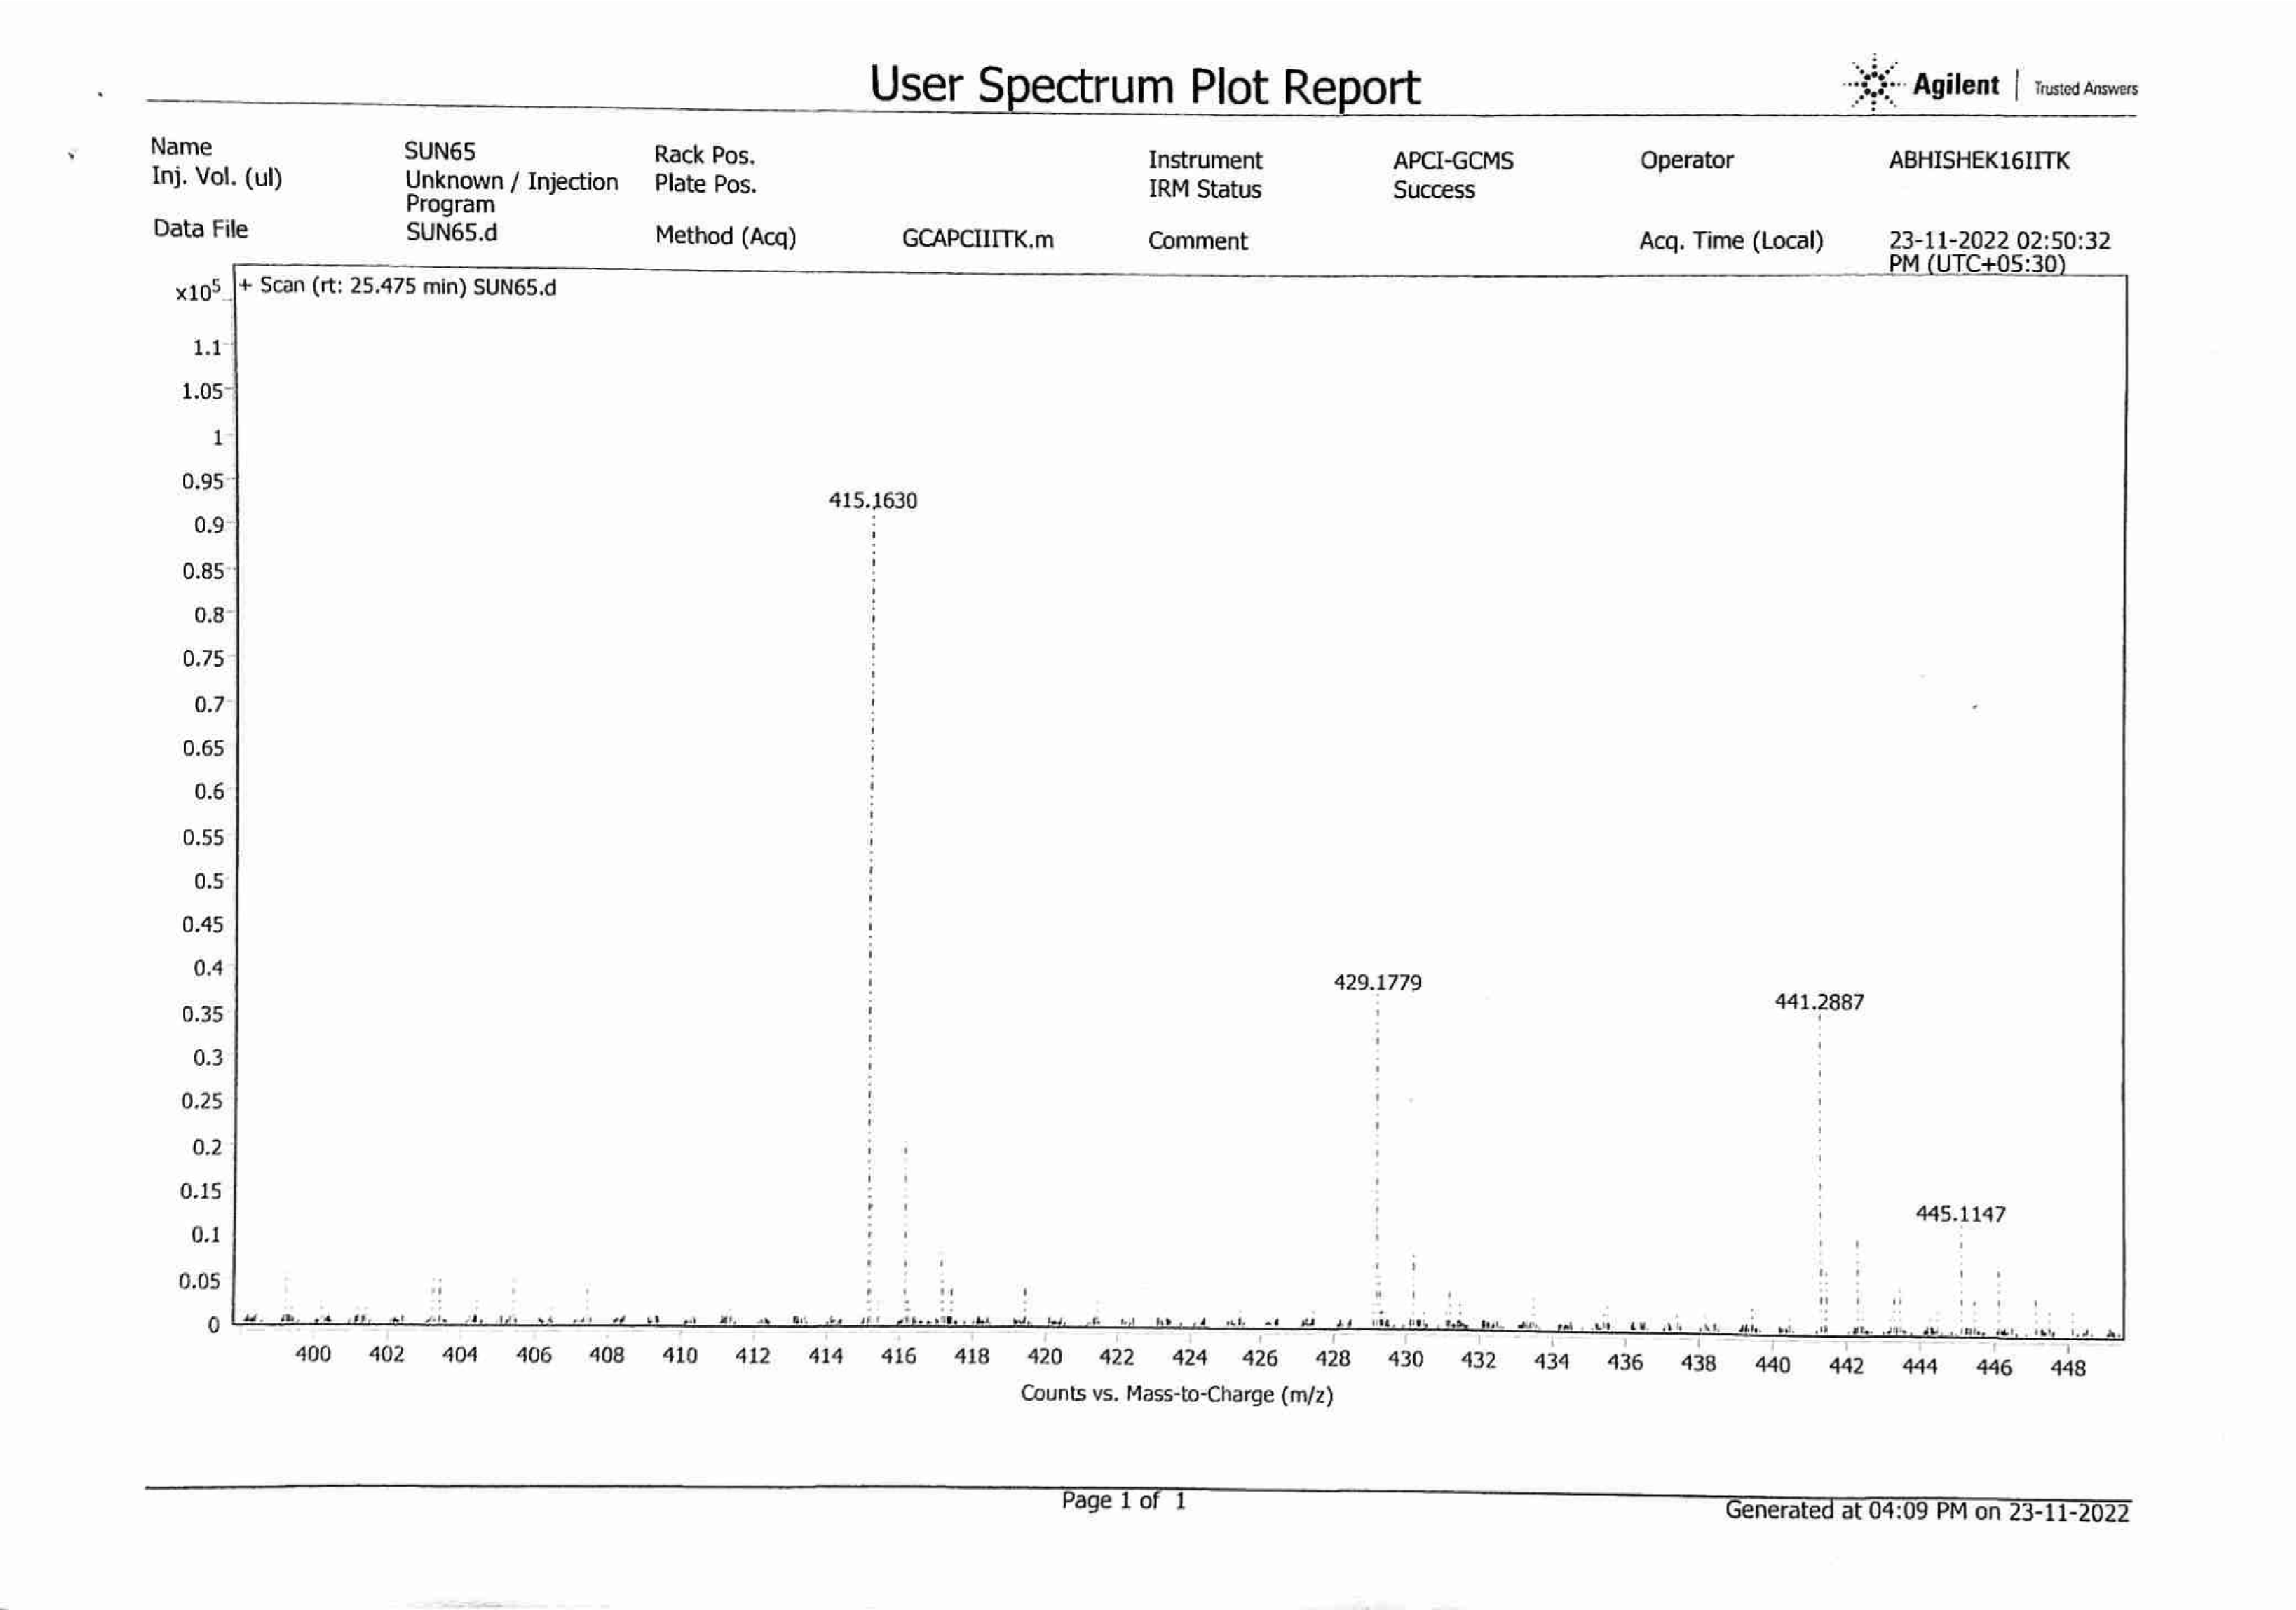 User Spectrum Plot Report
Agilent | Trusted Answers
Name SUN65 Rack Pos. Instrument APCI-GCMS Operator ABHISHEK16IITK
Inj. Vol. (ul) Unknown / Injection Plate Pos. IRM Status Success
Program
Data File SUN65.d Method (Acq) GCAPCIIITK.m Comment Acq. Time (Local) 23-11-2022 02:50:32
PM (UTC+05:30)
x105 + Scan (rt: 25.475 min) SUN65.d
1.1
1.05
1
0.95
415.1630
0.9
0.85
0.8
0.75
0.7
0.65
0.6
0.55
0.5
0.45
0.4
429.1779
441.2887
0.35
0.3
0.25
0.2
0.15
445.1147
0.1
0.05
0
400 402 404 406 408 410 412 414 416 418 420 422 424 426 428 430 432 434 436 438 440 442 444 446 448
Counts vs. Mass-to-Charge (m/z)
Page 1 of 1
Generated at 04:09 PM on 23-11-2022